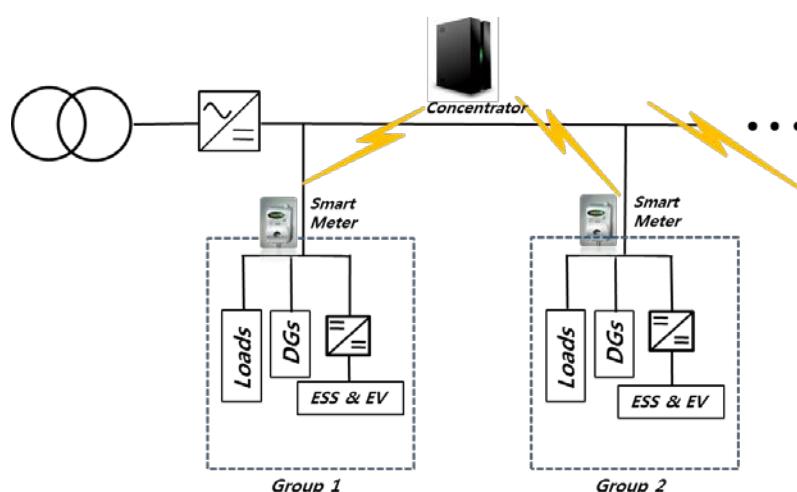 Concentrator
Smart
Meter
Smart
Meter
Loads
DGs
ESS & EV
Loads
DGs
ESS & EV
Group 1
Group 2